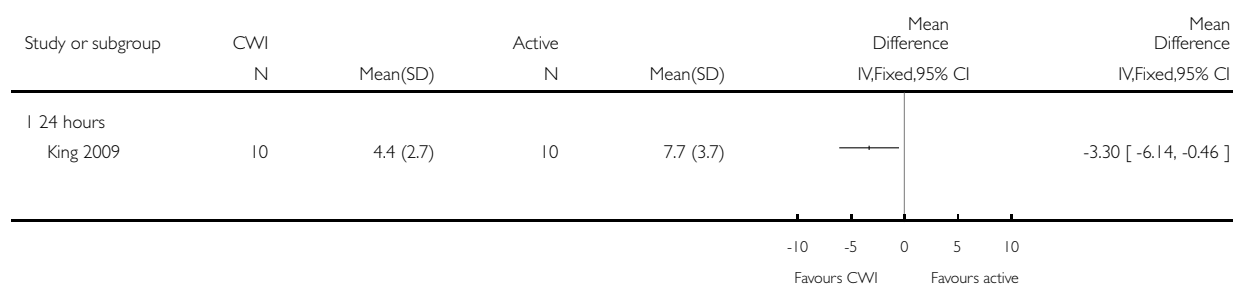 Study or subgroup CWI Active Mean Difference Mean Difference
N Mean(SD) N Mean(SD) IV,Fixed,95% CI IV,Fixed,95% CI
1 24 hours
King 2009 10 4.4 (2.7) 10 7.7 (3.7) -3.30 [ -6.14, -0.46 ]
-10 -5 0 5 10
Favours CWI Favours active